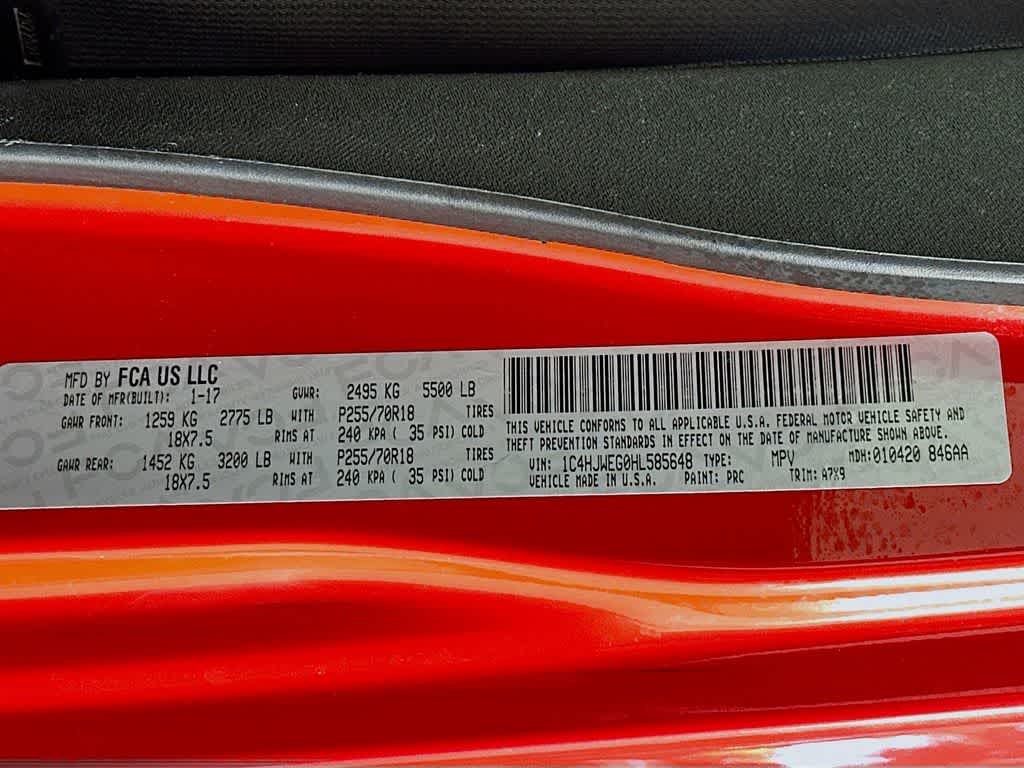 MFD BY FCA US LLC
DATE OF MFR(BUILT): 1-17 GVWR: 2495 KG 5500 LB
GAWR FRONT: 1259 KG 2775 LB WITH P255/70R18 TIRES
18X7.5 RIMS AT 240 KPA ( 35 PSI) COLD
GAWR REAR: 1452 KG 3200 LB WITH P255/70R18 TIRES
18X7.5 RIMS AT 240 KPA ( 35 PSI) COLD
THIS VEHICLE CONFORMS TO ALL APPLICABLE U.S.A. FEDERAL MOTOR VEHICLE SAFETY AND
THEFT PREVENTION STANDARDS IN EFFECT ON THE DATE OF MANUFACTURE SHOWN ABOVE.
VIN: 1C4HJWEG0HL585648 TYPE: MPV MDH: 010420 846AA
VEHICLE MADE IN U.S.A. PAINT: PRC TRIM: A7X9